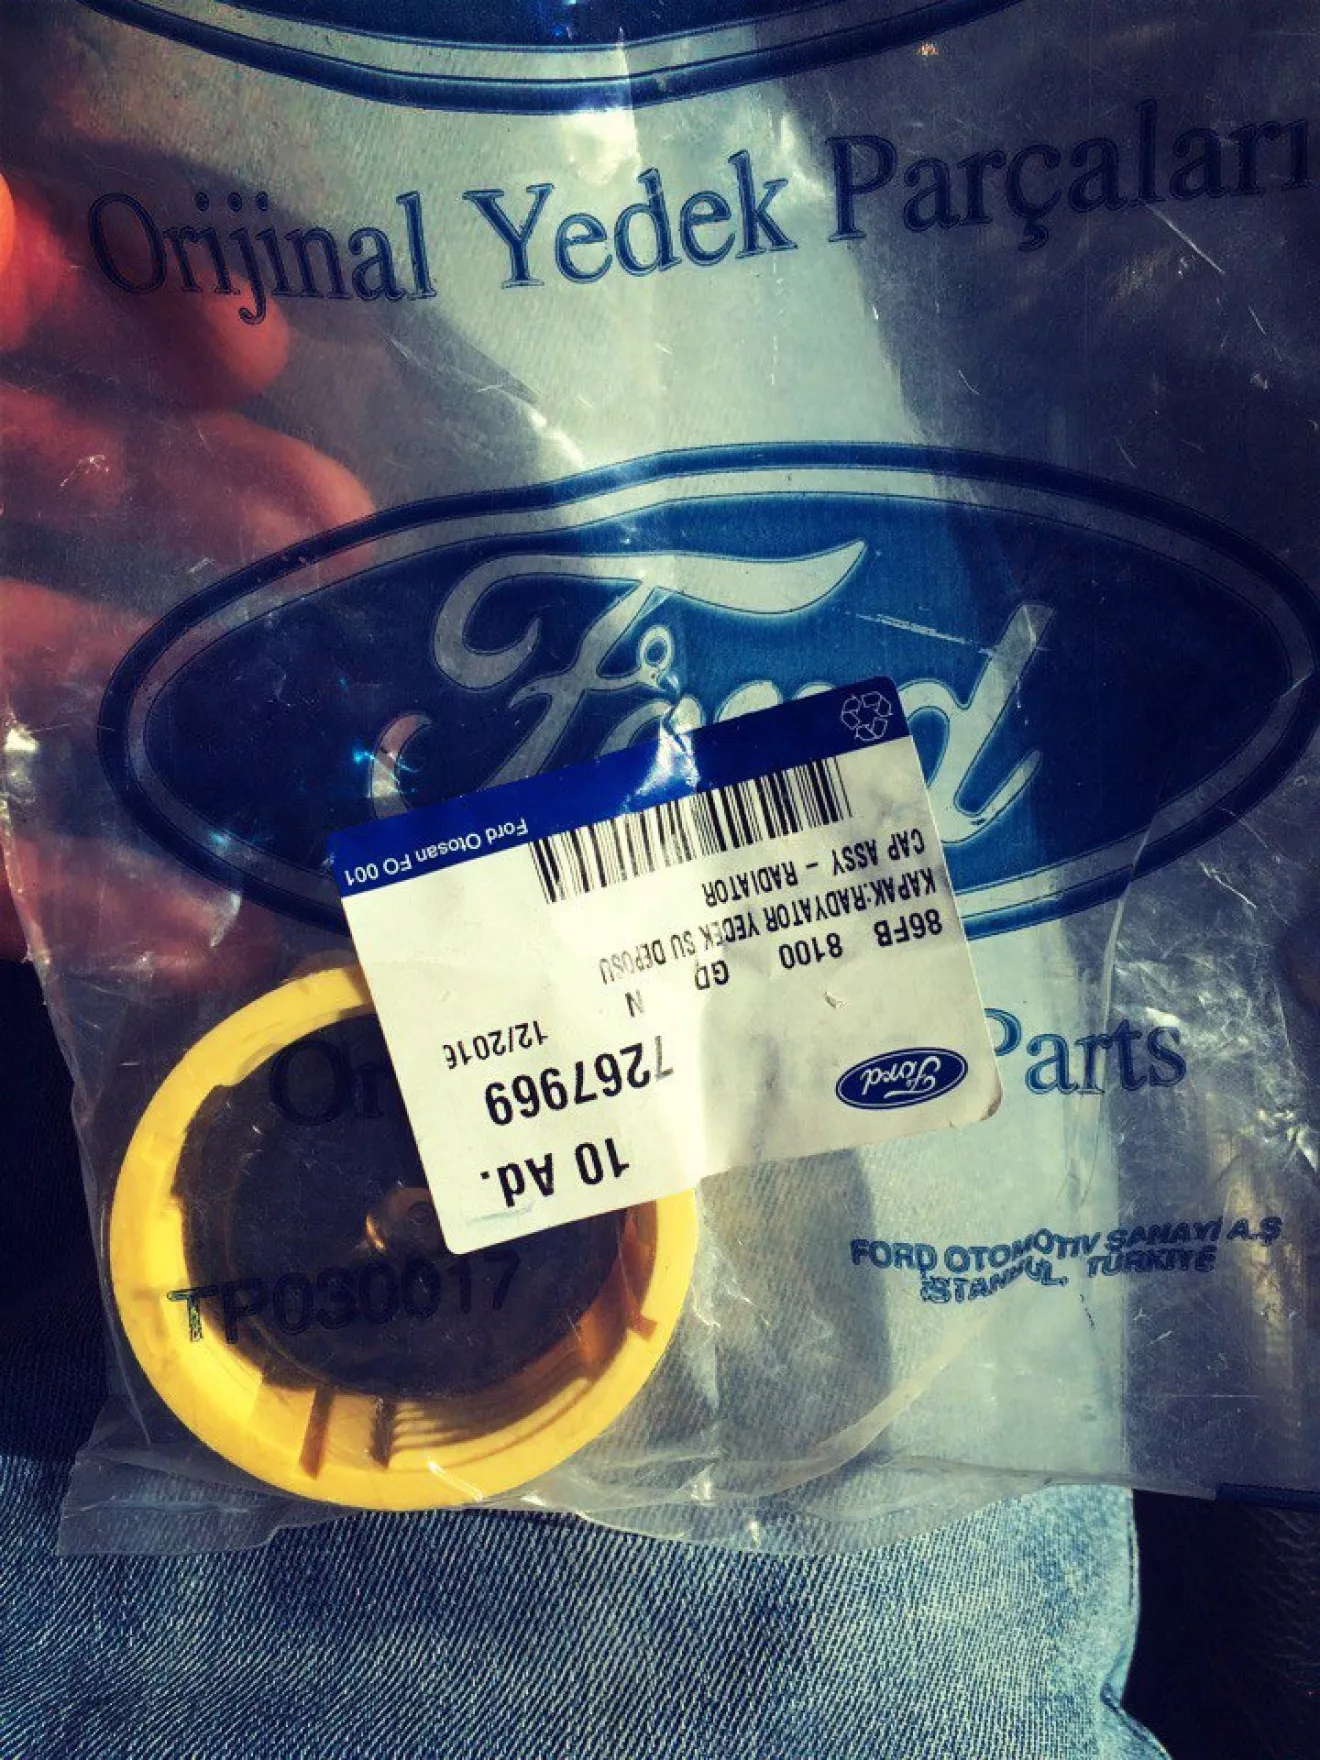 Orijinal Yedek Parçaları
Ford
Ford
86FB 8100 GD N
KAPAK:RADYATOR YEDEK SU DEPOSU
CAP ASSY – RADIATOR
10 Ad.
7267969
12/2016
Ford Otosan FO 001
Parts
TP030017
FORD OTOMOTIV SANAYİ A.Ş
İSTANBUL, TÜRKİYE